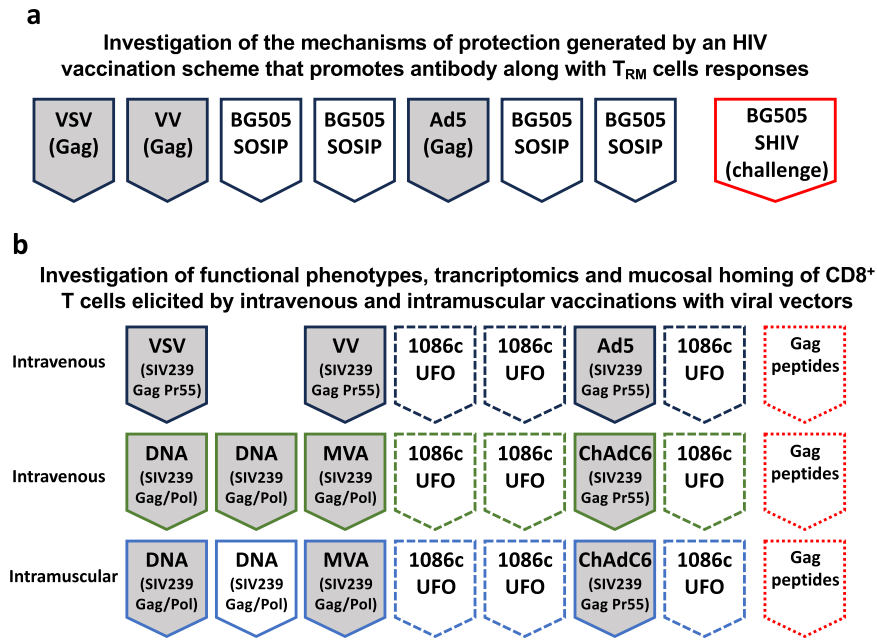 a
Investigation of the mechanisms of protection generated by an HIV
vaccination scheme that promotes antibody along with TRM cells responses
VSV
(Gag)
VV
(Gag)
BG505
SOSIP
BG505
SOSIP
Ad5
(Gag)
BG505
SOSIP
BG505
SOSIP
BG505
SHIV
(challenge)
b
Investigation of functional phenotypes, trancriptomics and mucosal homing of CD8+
T cells elicited by intravenous and intramuscular vaccinations with viral vectors
Intravenous
VSV
(SIV239
Gag Pr55)
VV
(SIV239
Gag Pr55)
1086c
UFO
1086c
UFO
Ad5
(SIV239
Gag Pr55)
1086c
UFO
Gag
peptides
Intravenous
DNA
(SIV239
Gag/Pol)
DNA
(SIV239
Gag/Pol)
MVA
(SIV239
Gag/Pol)
1086c
UFO
1086c
UFO
ChAdC6
(SIV239
Gag Pr55)
1086c
UFO
Gag
peptides
Intramuscular
DNA
(SIV239
Gag/Pol)
DNA
(SIV239
Gag/Pol)
MVA
(SIV239
Gag/Pol)
1086c
UFO
1086c
UFO
ChAdC6
(SIV239
Gag Pr55)
1086c
UFO
Gag
peptides